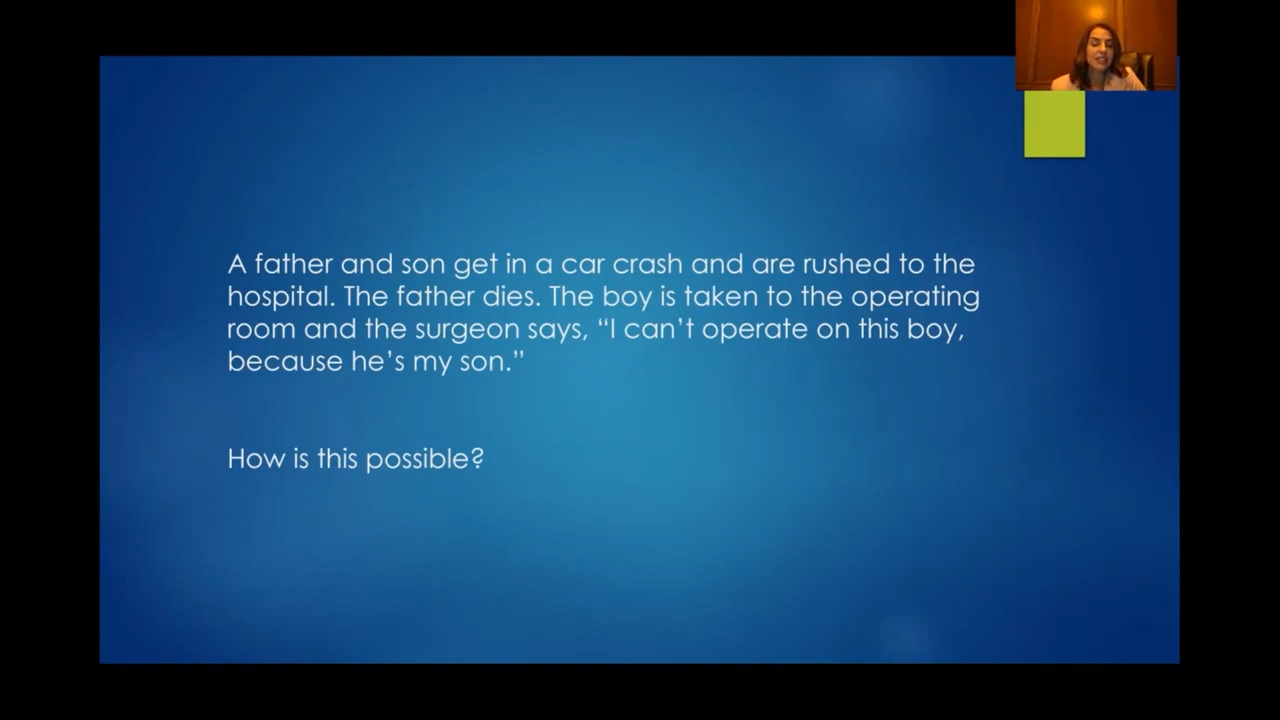 A father and son get in a car crash and are rushed to the
hospital. The father dies. The boy is taken to the operating
room and the surgeon says, “I can’t operate on this boy,
because he’s my son.”
How is this possible?